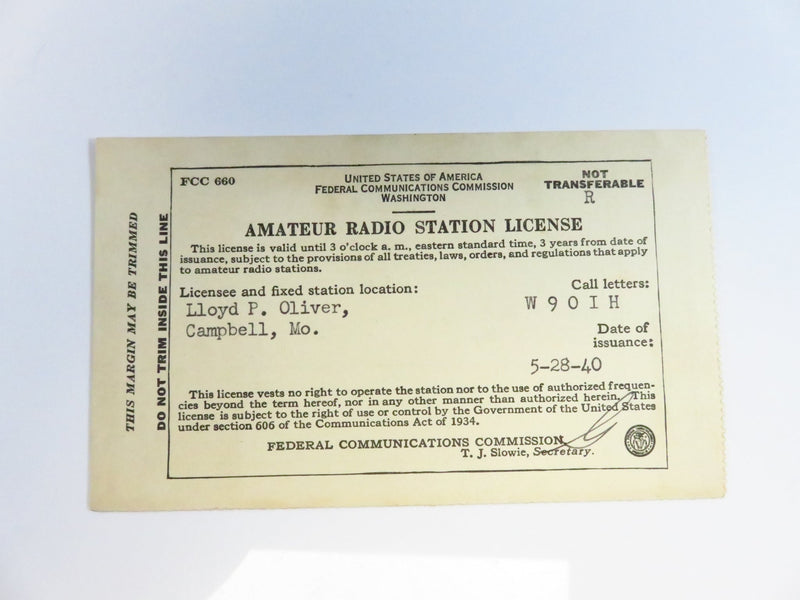 THIS MARGIN MAY BE TRIMMED
DO NOT TRIM INSIDE THIS LINE
FCC 660
UNITED STATES OF AMERICA
FEDERAL COMMUNICATIONS COMMISSION
WASHINGTON
NOT
TRANSFERABLE
R
AMATEUR RADIO STATION LICENSE
This license is valid until 3 o'clock a. m., eastern standard time, 3 years from date of
issuance, subject to the provisions of all treaties, laws, orders, and regulations that apply
to amateur radio stations.
Licensee and fixed station location:
Lloyd P. Oliver,
Campbell, Mo.
Call letters:
W 9 O I H
Date of
issuance:
5-28-40
This license vests no right to operate the station nor to the use of authorized frequen-
cies beyond the term hereof, nor in any other manner than authorized herein. This
license is subject to the right of use or control by the Government of the United States
under section 606 of the Communications Act of 1934.
FEDERAL COMMUNICATIONS COMMISSION
T. J. Slowie, Secretary.